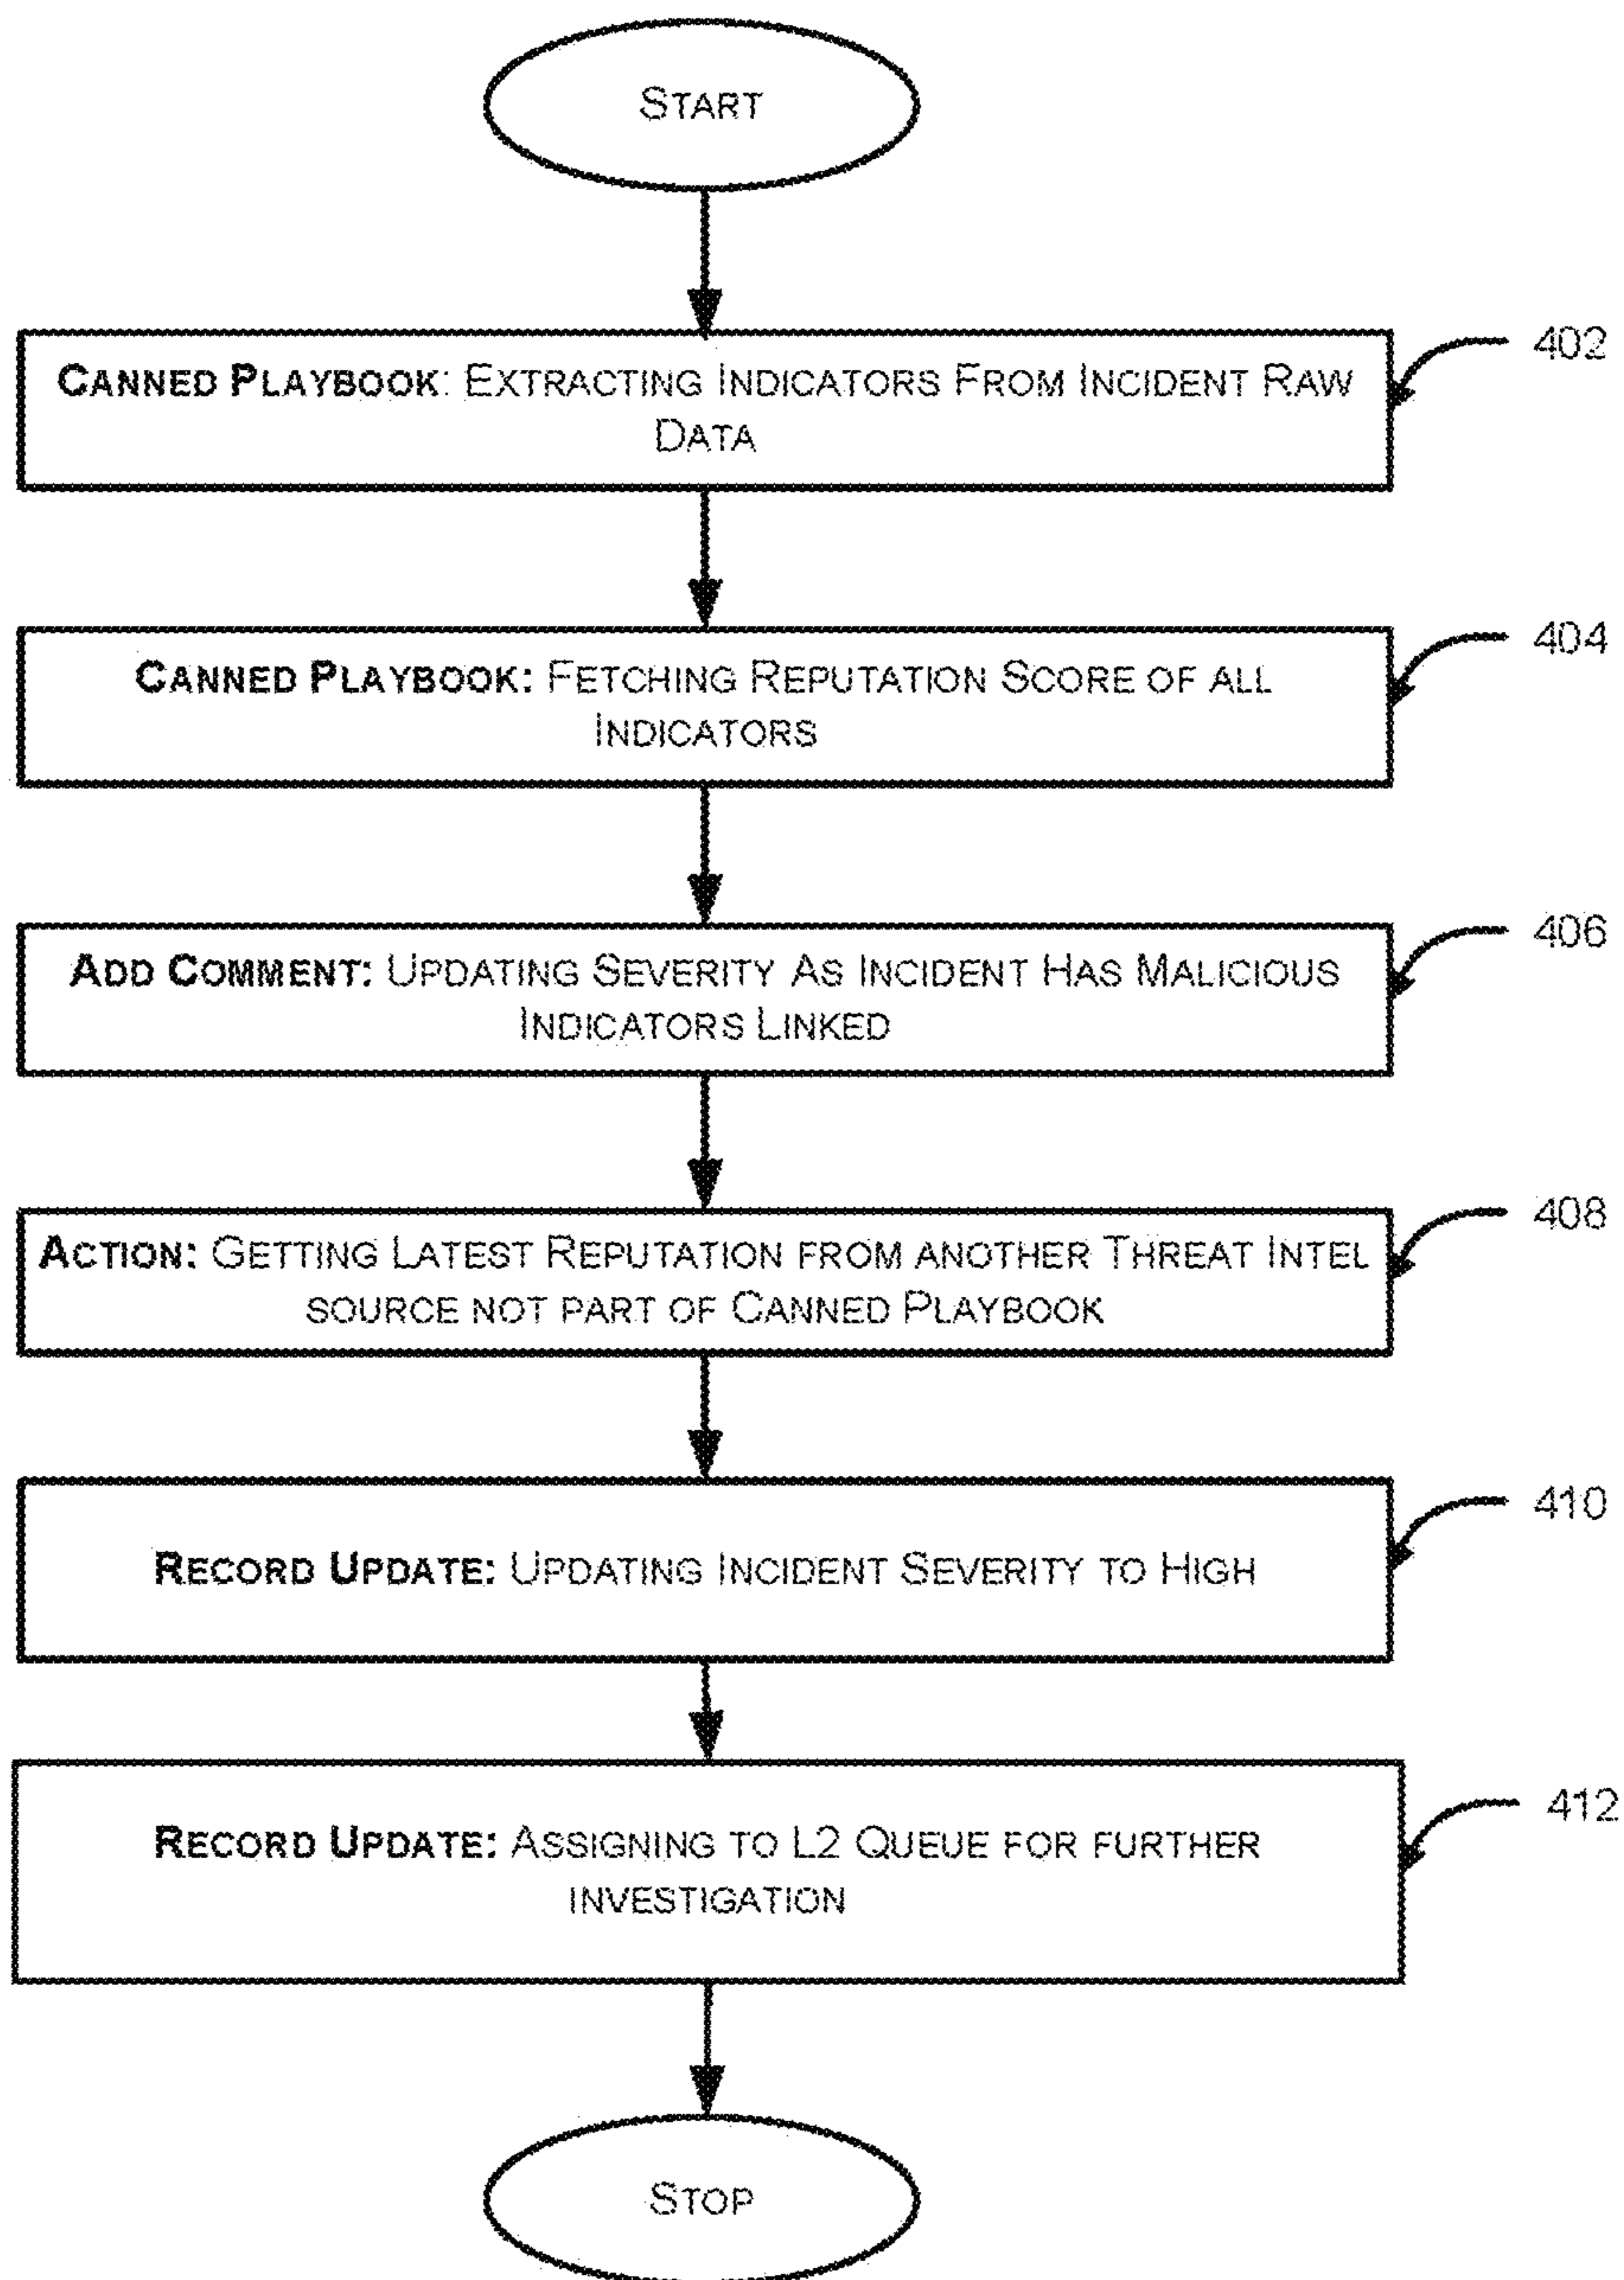 START
CANNED PLAYBOOK: EXTRACTING INDICATORS FROM INCIDENT RAW
DATA
402
CANNED PLAYBOOK: FETCHING REPUTATION SCORE OF ALL
INDICATORS
404
ADD COMMENT: UPDATING SEVERITY AS INCIDENT HAS MALICIOUS
INDICATORS LINKED
406
ACTION: GETTING LATEST REPUTATION FROM ANOTHER THREAT INTEL
SOURCE NOT PART OF CANNED PLAYBOOK
408
RECORD UPDATE: UPDATING INCIDENT SEVERITY TO HIGH
410
RECORD UPDATE: ASSIGNING TO L2 QUEUE FOR FURTHER
INVESTIGATION
412
STOP